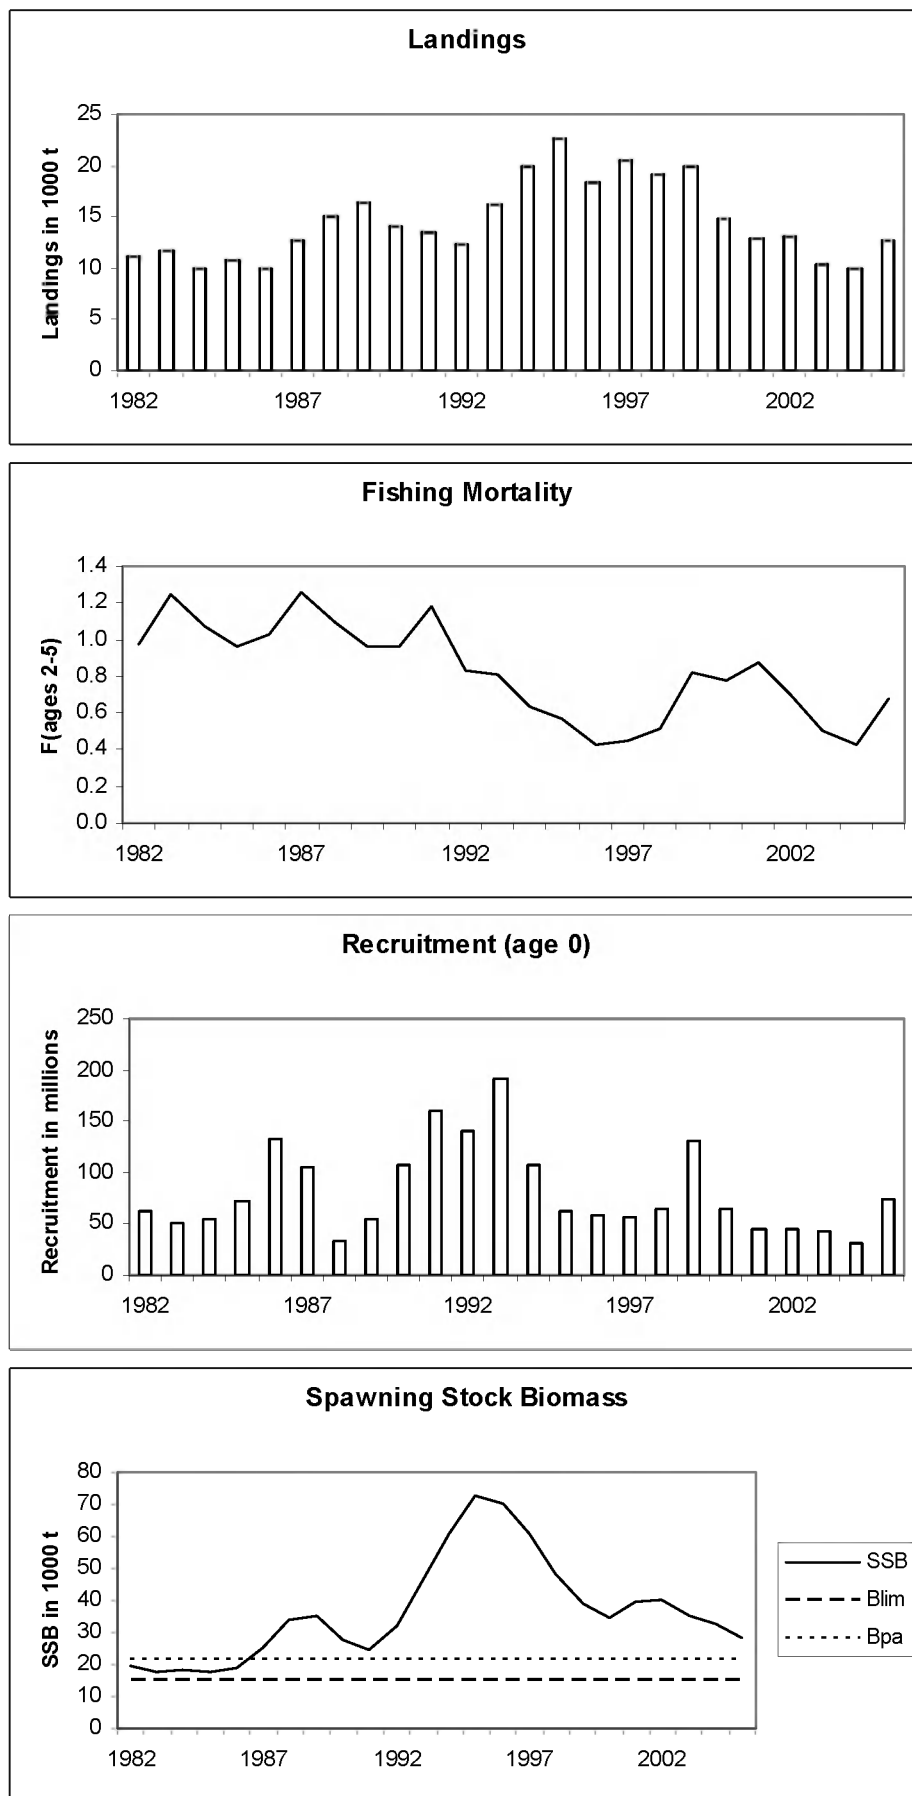 Landings
Landings in 1000 t
25
20
15
10
5
0
1982 1987 1992 1997 2002
Fishing Mortality
F(ages 2-5)
1.4
1.2
1.0
0.8
0.6
0.4
0.2
0.0
1982 1987 1992 1997 2002
Recruitment (age 0)
Recruitment in millions
250
200
150
100
50
0
1982 1987 1992 1997 2002
Spawning Stock Biomass
SSB in 1000 t
80
70
60
50
40
30
20
10
0
1982 1987 1992 1997 2002
SSB
Blim
Bpa